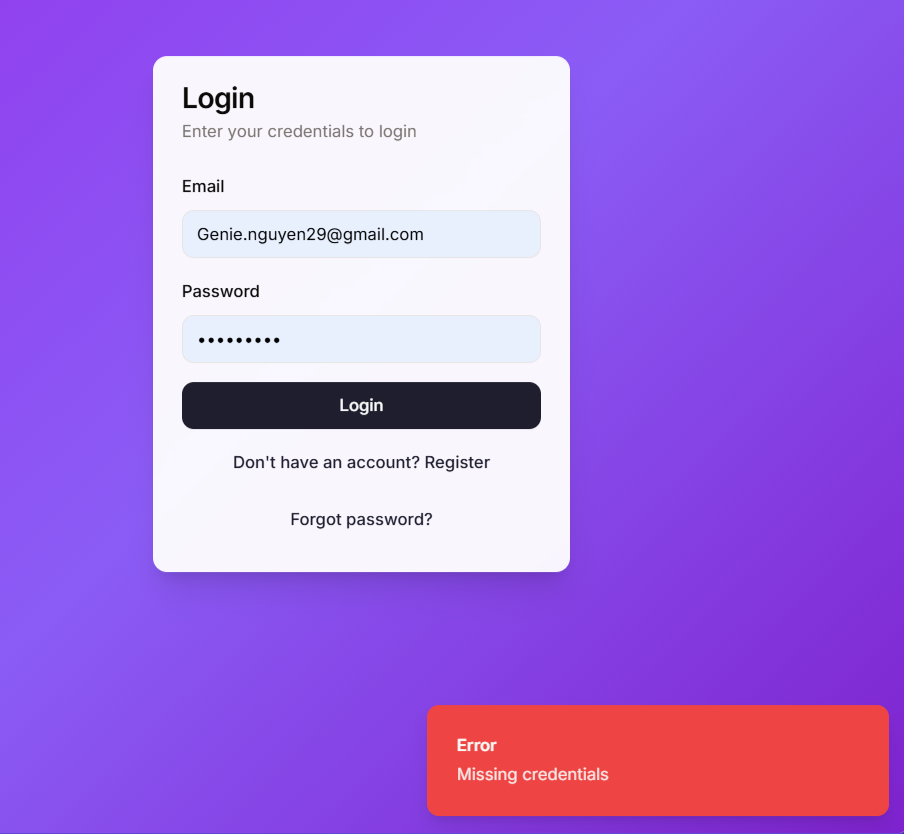 Login
Enter your credentials to login
Email
Genie.nguyen29@gmail.com
Password
•••••••••
Login
Don't have an account? Register
Forgot password?
Error
Missing credentials